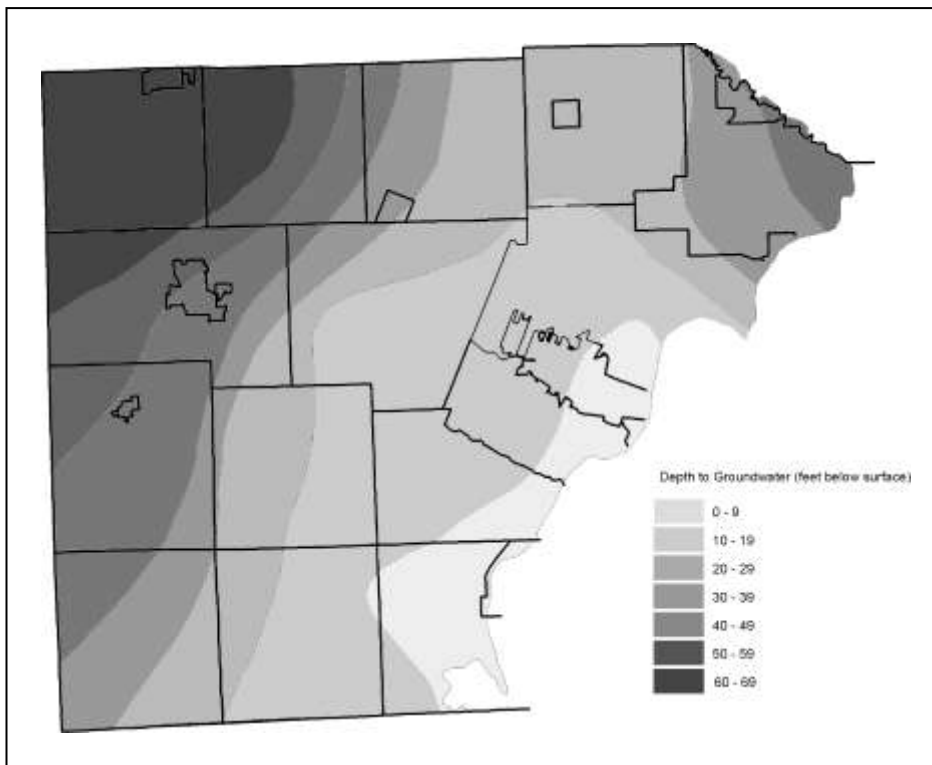 Depth to Groundwater (feet below surface)
0 - 9
10 - 19
20 - 29
30 - 39
40 - 49
50 - 59
60 - 69